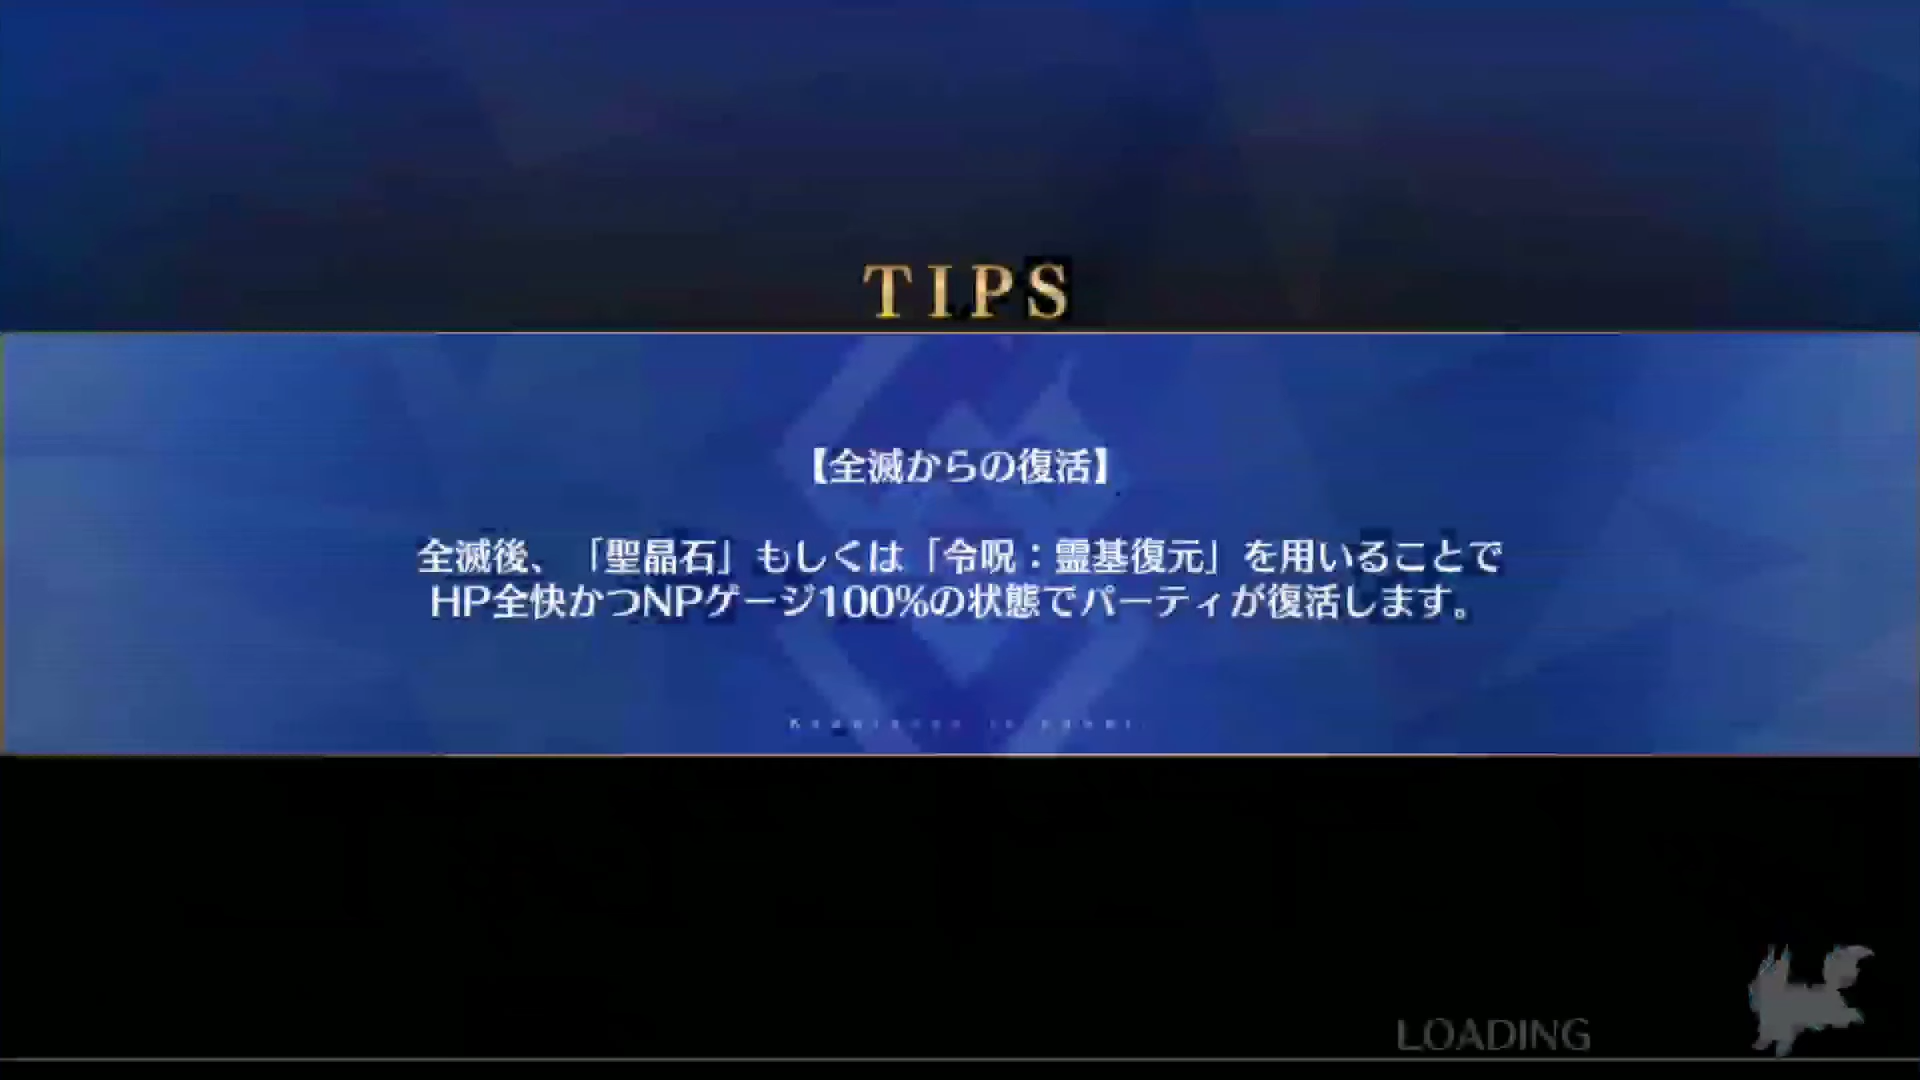 TIPS
【全滅からの復活】
全滅後、「聖晶石」もしくは「令呪：霊基復元」を用いることで
HP全快かつNPゲージ100%の状態でパーティが復活します。
LOADING